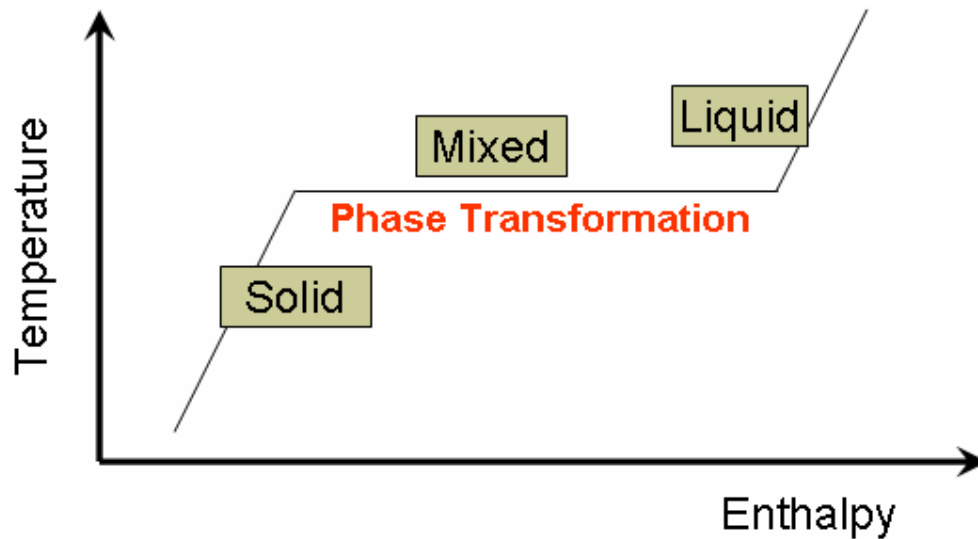 Temperature
Mixed
Liquid
Phase Transformation
Solid
Enthalpy